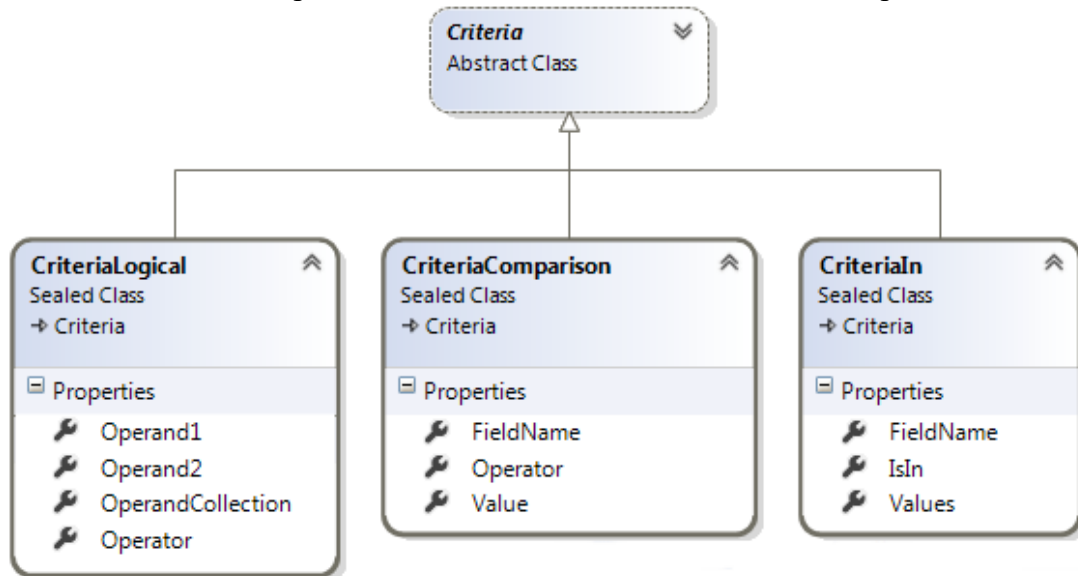 Criteria
Abstract Class
CriteriaLogical
Sealed Class
Criteria
Properties
Operand1
Operand2
OperandCollection
Operator
CriteriaComparison
Sealed Class
Criteria
Properties
FieldName
Operator
Value
CriteriaIn
Sealed Class
Criteria
Properties
FieldName
IsIn
Values